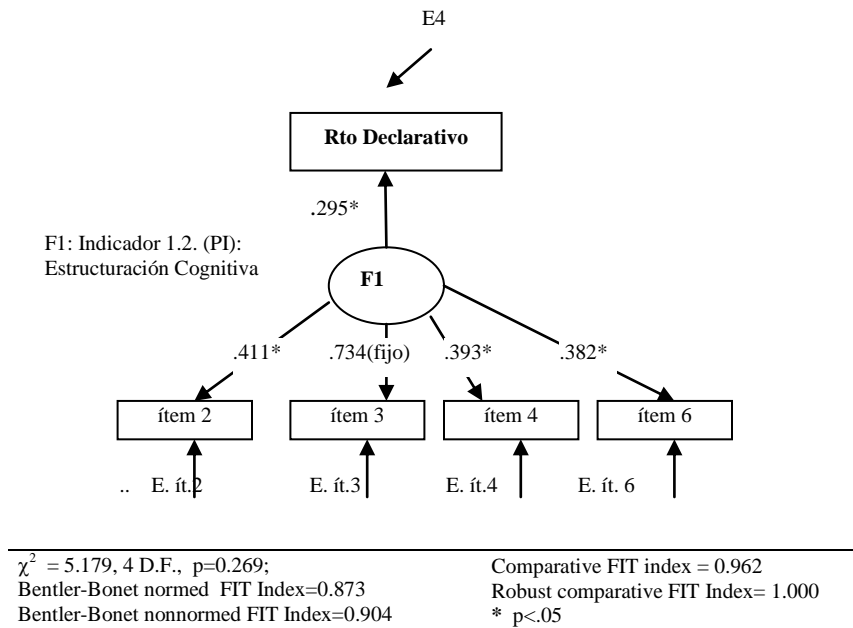 E4
Rto Declarativo
.295*
F1: Indicador 1.2. (PI):
Estructuración Cognitiva
F1
.411* .734(fijo) .393* .382*
ítem 2 ítem 3 ítem 4 ítem 6
.. E. ít.2 E. ít.3 E. ít.4 E. ít. 6
χ² = 5.179, 4 D.F., p=0.269;
Bentler-Bonet normed FIT Index=0.873
Bentler-Bonet nonnormed FIT Index=0.904
Comparative FIT index = 0.962
Robust comparative FIT Index= 1.000
* p<.05